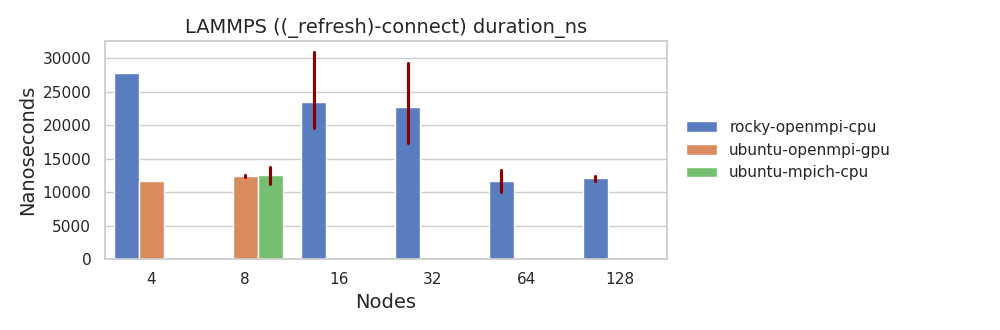 LAMMPS ((_refresh)-connect) duration_ns
Nanoseconds
30000
25000
20000
15000
10000
5000
0
4 8 16 32 64 128
Nodes
rocky-openmpi-cpu
ubuntu-openmpi-gpu
ubuntu-mpich-cpu